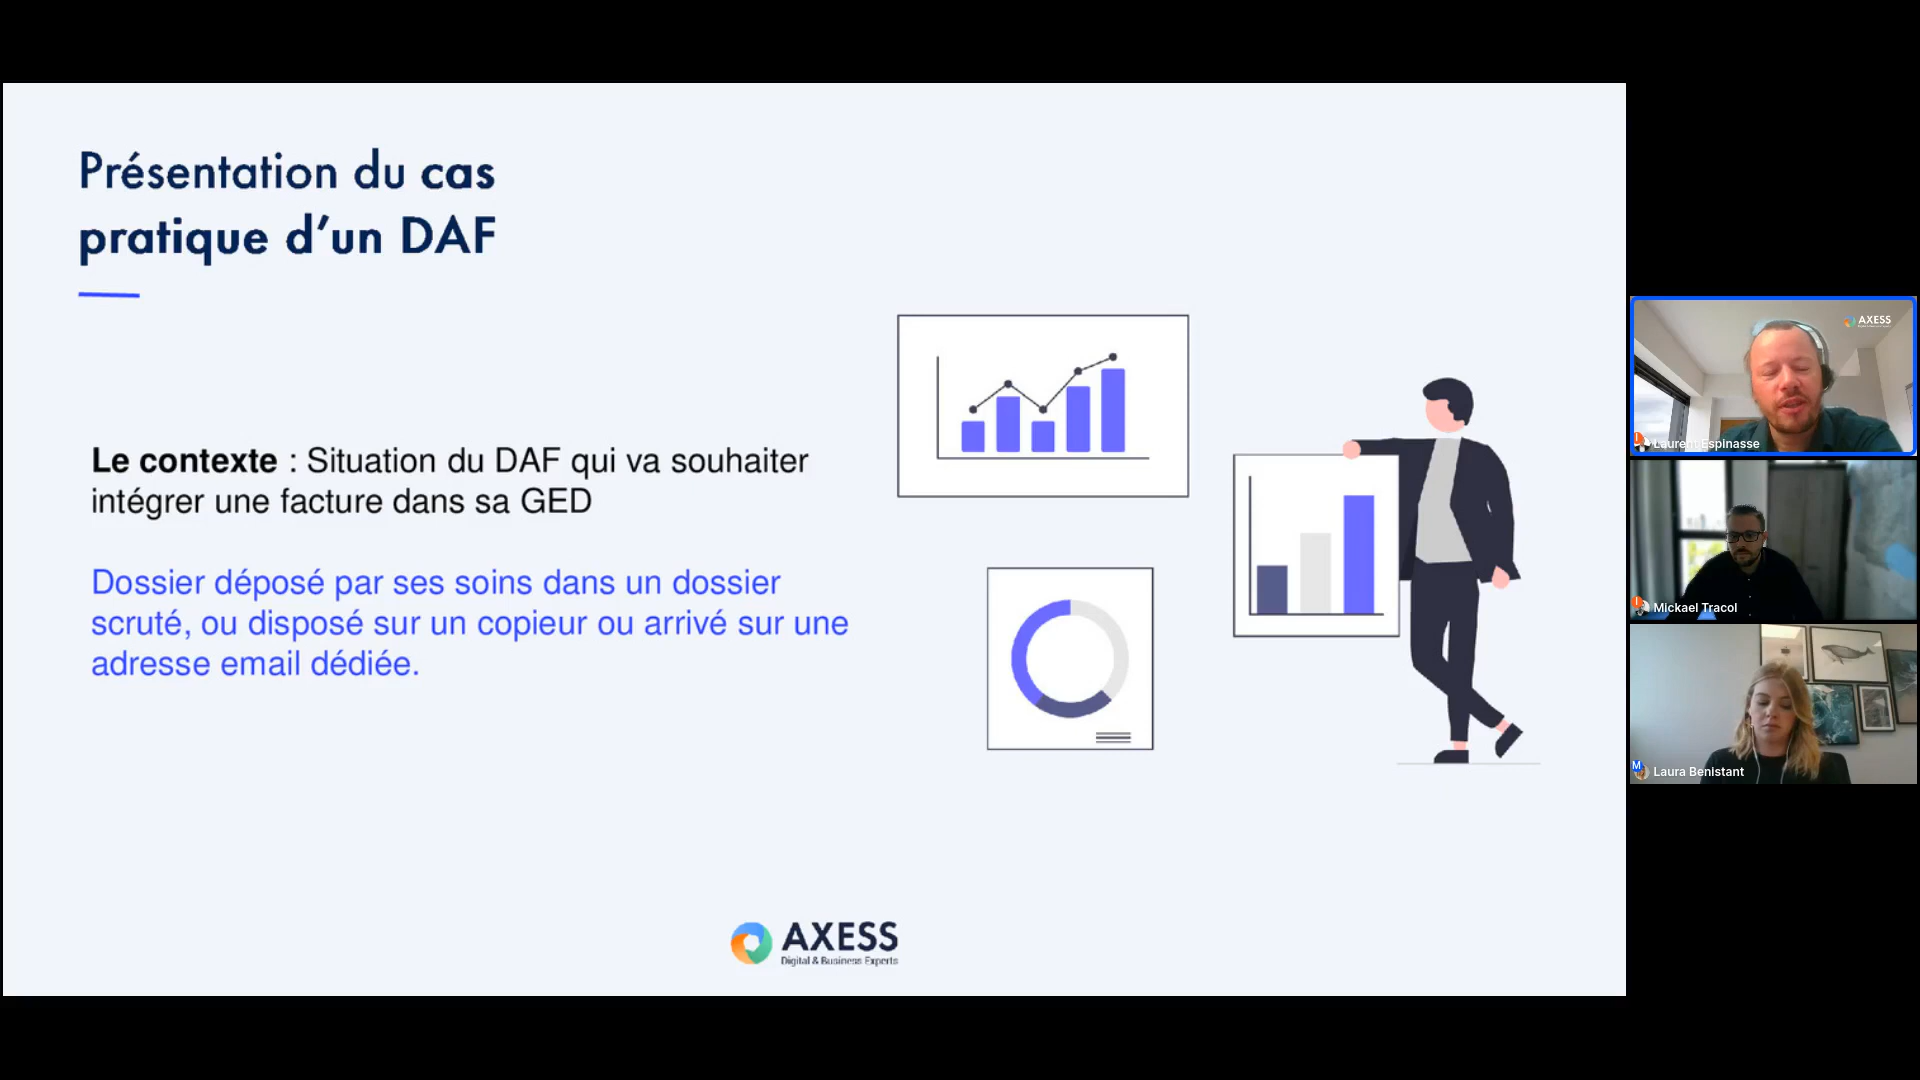 Présentation du cas
pratique d’un DAF
Le contexte : Situation du DAF qui va souhaiter
intégrer une facture dans sa GED
Dossier déposé par ses soins dans un dossier
scruté, ou disposé sur un copieur ou arrivé sur une
adresse email dédiée.
AXESS
Digital & Business Experts
AXESS
Laurent Espinasse
Mickael Tracol
M
Laura Benistant